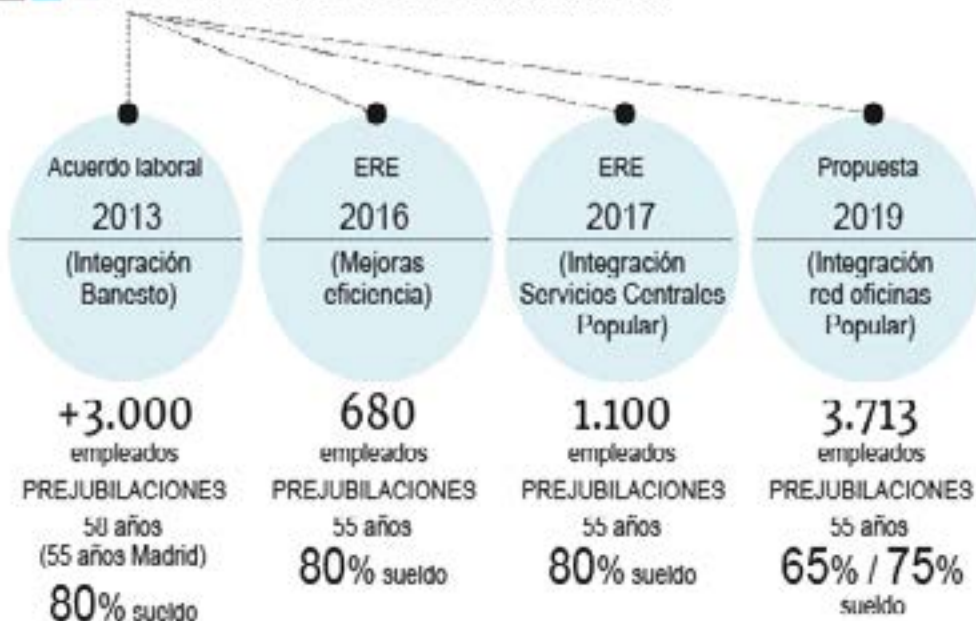 Acuerdo laboral
2013
(Integración
Banesto)
+3.000
empleados
PREJUBILACIONES
50 años
(55 años Madrid)
80% sueldo
ERE
2016
(Mejoras
eficiencia)
680
empleados
PREJUBILACIONES
55 años
80% sueldo
ERE
2017
(Integración
Servicios Centrales
Popular)
1.100
empleados
PREJUBILACIONES
55 años
80% sueldo
Propuesta
2019
(Integración
red oficinas
Popular)
3.713
empleados
PREJUBILACIONES
55 años
65% / 75%
sueldo